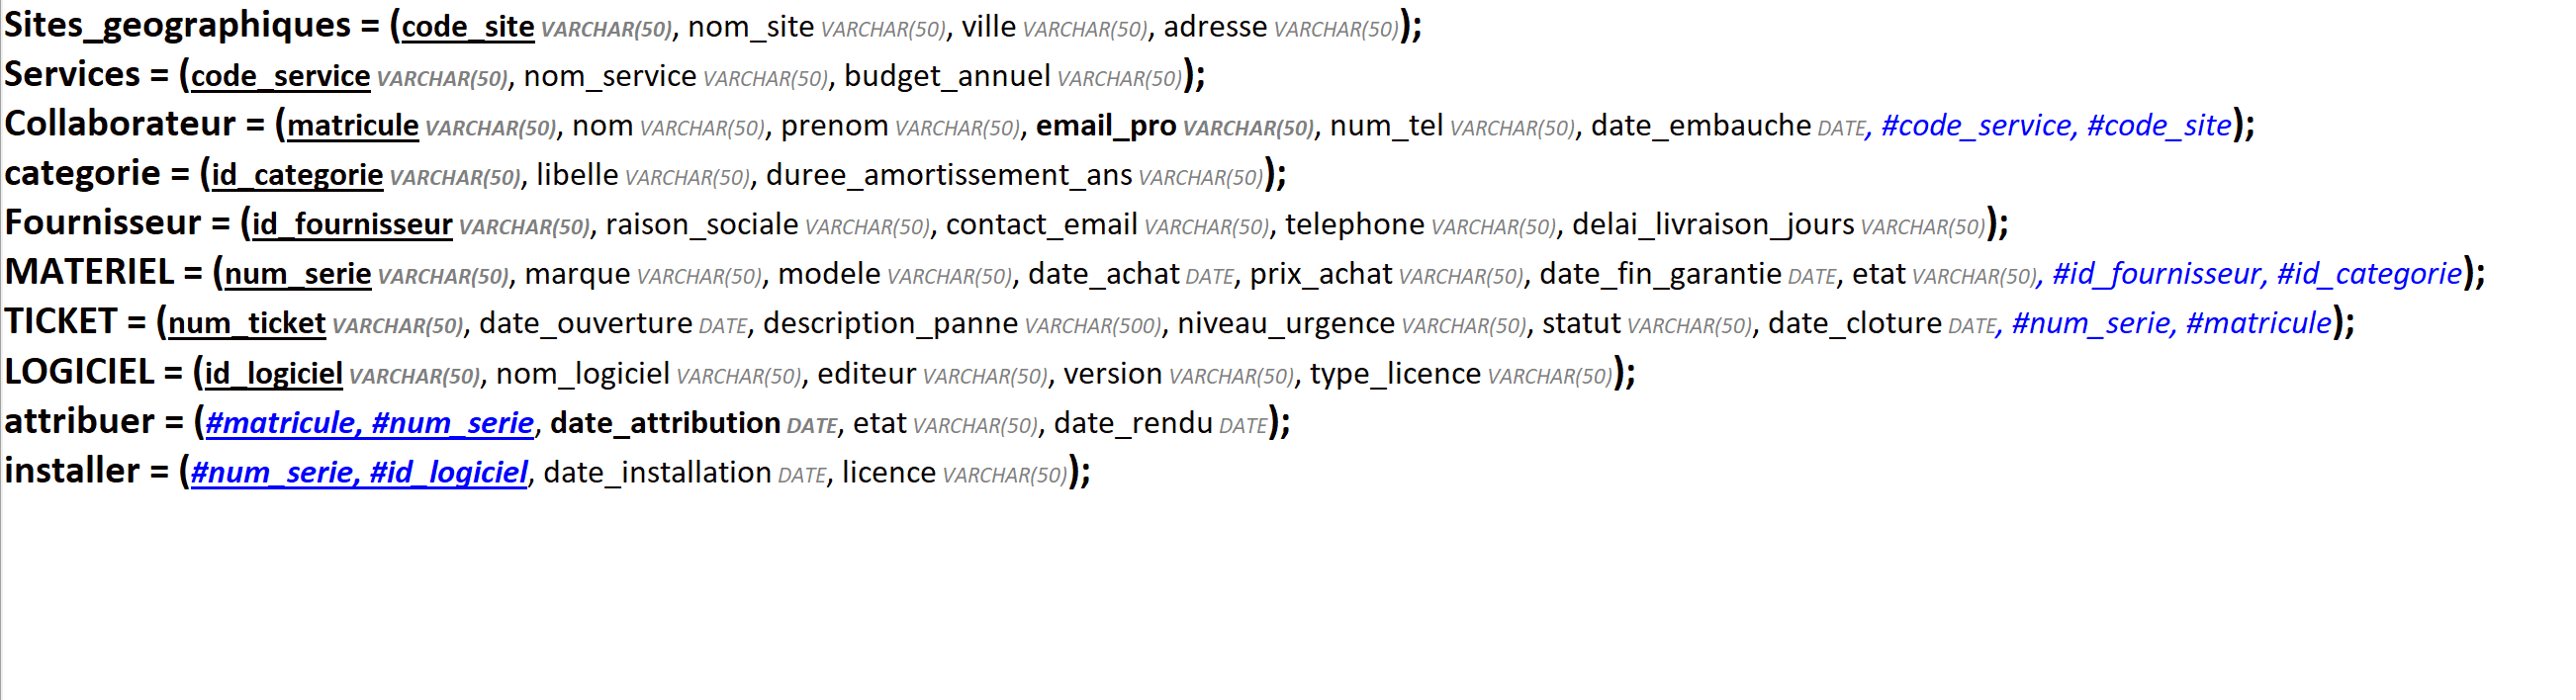 Sites_geographiques = (code_site VARCHAR(50), nom_site VARCHAR(50), ville VARCHAR(50), adresse VARCHAR(50));
Services = (code_service VARCHAR(50), nom_service VARCHAR(50), budget_annuel VARCHAR(50));
Collaborateur = (matricule VARCHAR(50), nom VARCHAR(50), prenom VARCHAR(50), email_pro VARCHAR(50), num_tel VARCHAR(50), date_embauche DATE, #code_service, #code_site);
categorie = (id_categorie VARCHAR(50), libelle VARCHAR(50), duree_amortissement_ans VARCHAR(50));
Fournisseur = (id_fournisseur VARCHAR(50), raison_sociale VARCHAR(50), contact_email VARCHAR(50), telephone VARCHAR(50), delai_livraison_jours VARCHAR(50));
MATERIEL = (num_serie VARCHAR(50), marque VARCHAR(50), modele VARCHAR(50), date_achat DATE, prix_achat VARCHAR(50), date_fin_garantie DATE, etat VARCHAR(50), #id_fournisseur, #id_categorie);
TICKET = (num_ticket VARCHAR(50), date_ouverture DATE, description_panne VARCHAR(500), niveau_urgence VARCHAR(50), statut VARCHAR(50), date_cloture DATE, #num_serie, #matricule);
LOGICIEL = (id_logiciel VARCHAR(50), nom_logiciel VARCHAR(50), editeur VARCHAR(50), version VARCHAR(50), type_licence VARCHAR(50));
attribuer = (#matricule, #num_serie, date_attribution DATE, etat VARCHAR(50), date_rendu DATE);
installer = (#num_serie, #id_logiciel, date_installation DATE, licence VARCHAR(50));